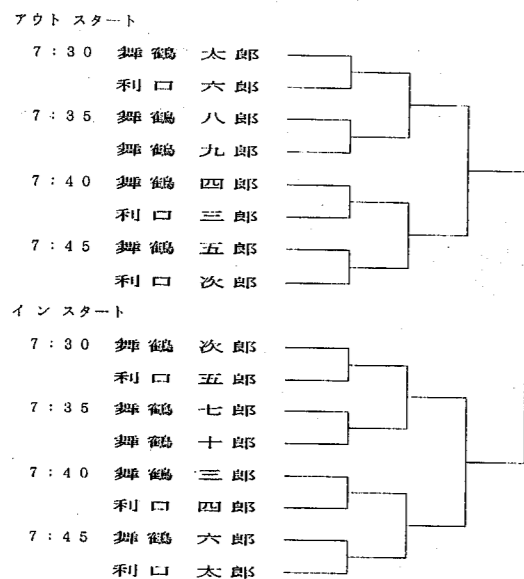 アウト スタート
7:30 舞鶴 太郎
利口 六郎
7:35 舞鶴 八郎
舞鶴 九郎
7:40 舞鶴 四郎
利口 三郎
7:45 舞鶴 五郎
利口 次郎
イン スタート
7:30 舞鶴 次郎
利口 五郎
7:35 舞鶴 七郎
舞鶴 十郎
7:40 舞鶴 三郎
利口 四郎
7:45 舞鶴 六郎
利口 太郎